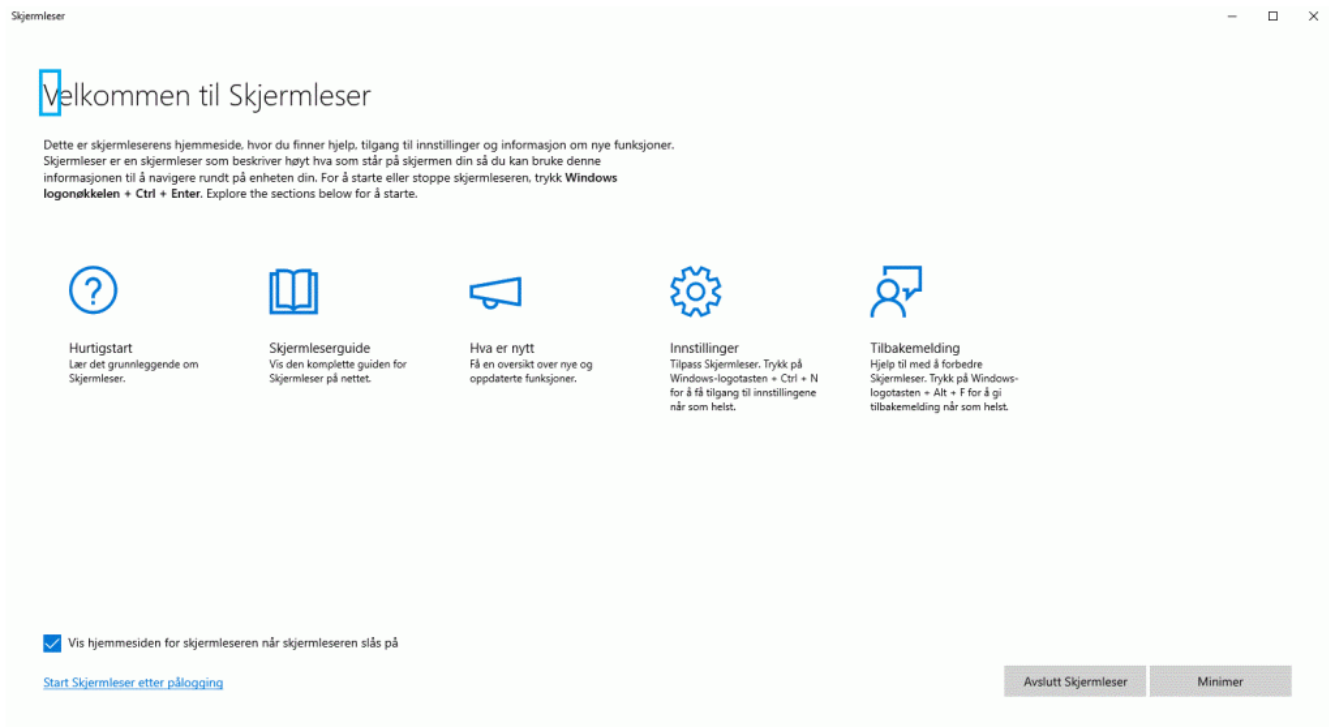 Skjermleser
Velkommen til Skjermleser
Dette er skjermleserens hjemmeside, hvor du finner hjelp, tilgang til innstillinger og informasjon om nye funksjoner.
Skjermleser er en skjermleser som beskriver høyt hva som står på skjermen din så du kan bruke denne
informasjonen til å navigere rundt på enheten din. For å starte eller stoppe skjermleseren, trykk Windows
logonøkkelen + Ctrl + Enter. Explore the sections below for å starte.
Hurtigstart
Lær det grunnleggende om
Skjermleser.
Skjermleserguide
Vis den komplette guiden for
Skjermleser på nettet.
Hva er nytt
Få en oversikt over nye og
oppdaterte funksjoner.
Innstillinger
Tilpass Skjermleser. Trykk på
Windows-logotasten + Ctrl + N
for å få tilgang til innstillingene
når som helst.
Tilbakemelding
Hjelp til med å forbedre
Skjermleser. Trykk på Windows-
logotasten + Alt + F for å gi
tilbakemelding når som helst.
Vis hjemmesiden for skjermleseren når skjermleseren slås på
Start Skjermleser etter pålogging
Avslutt Skjermleser
Minimer